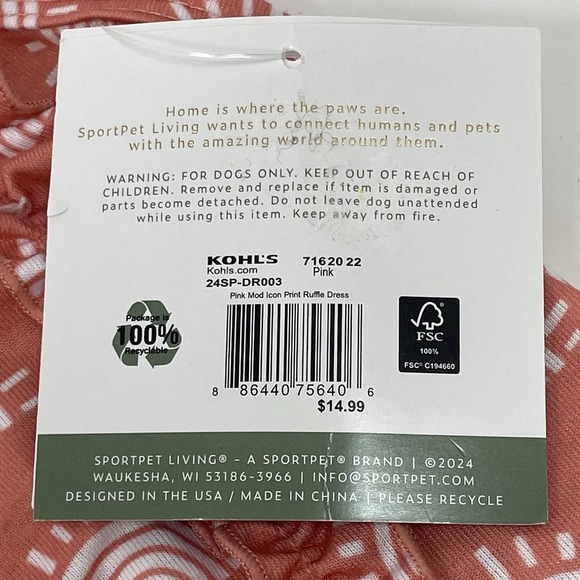 Home is where the paws are.
SportPet Living wants to connect humans and pets
with the amazing world around them.
WARNING: FOR DOGS ONLY. KEEP OUT OF REACH OF
CHILDREN. Remove and replace if item is damaged or
parts become detached. Do not leave dog unattended
while using this item. Keep away from fire.
KOHL'S 7162022
Kohls.com Pink
24SP-DR003
Pink Mod Icon Print Ruffle Dress
Package is
100%
Recyclable
8 86440 75640 6
$14.99
FSC
100%
FSC® C194660
SPORTPET LIVING® - A SPORTPET® BRAND | ©2024
WAUKESHA, WI 53186-3966 | INFO@SPORTPET.COM
DESIGNED IN THE USA / MADE IN CHINA | PLEASE RECYCLE